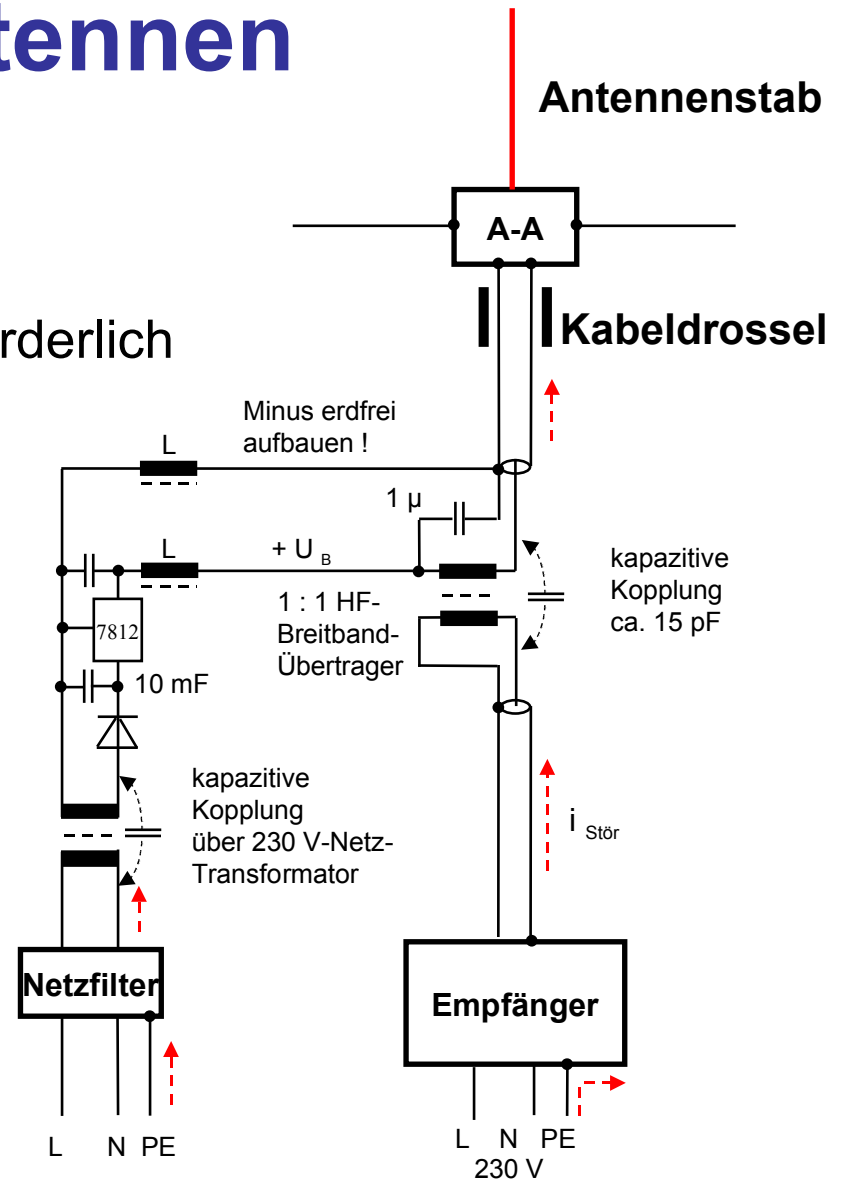 tennen
Antennenstab
A-A
rderlich
Kabeldrossel
Minus erdfrei
aufbauen !
L
1 µ
L
+ U B
kapazitive
Kopplung
ca. 15 pF
1 : 1 HF-
Breitband-
Übertrager
7812
10 mF
kapazitive
Kopplung
über 230 V-Netz-
Transformator
i Stör
Netzfilter
Empfänger
L N PE
L N PE
230 V